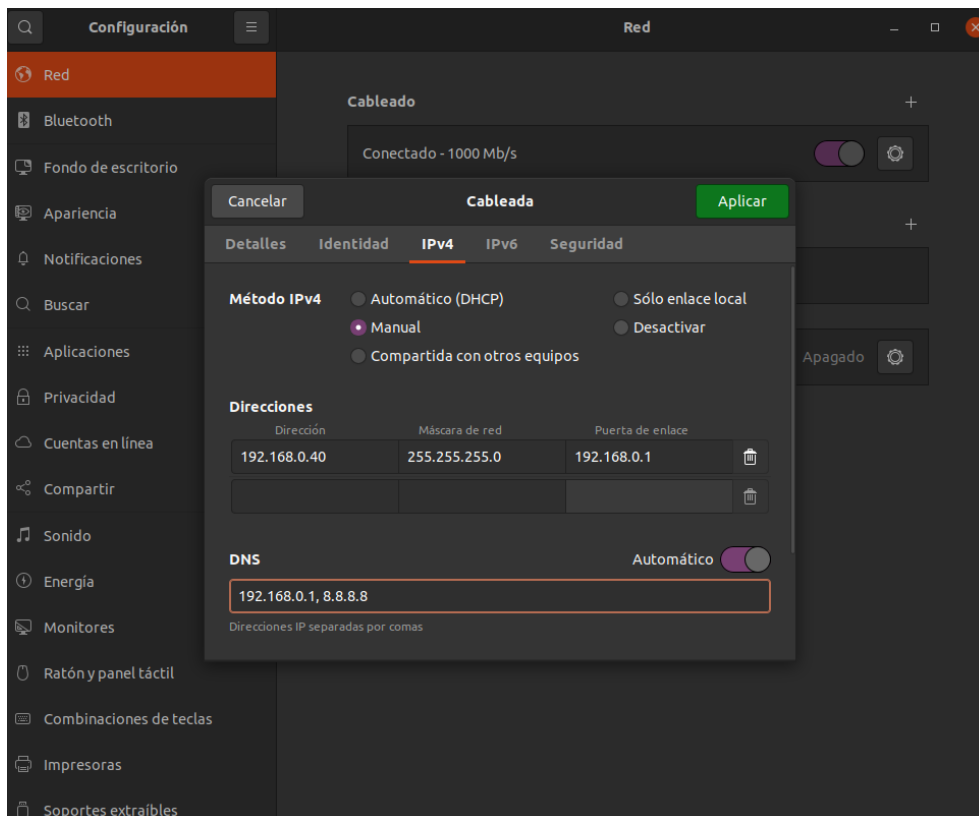 Configuración
Red
Red
Bluetooth
Fondo de escritorio
Apariencia
Notificaciones
Buscar
Aplicaciones
Privacidad
Cuentas en línea
Compartir
Sonido
Energía
Monitores
Ratón y panel táctil
Combinaciones de teclas
Impresoras
Soportes extraíbles
Cableado
Conectado - 1000 Mb/s
Apagado
Cancelar
Cableada
Aplicar
Detalles Identidad IPv4 IPv6 Seguridad
Método IPv4
Automático (DHCP) Sólo enlace local
Manual Desactivar
Compartida con otros equipos
Direcciones
Dirección Máscara de red Puerta de enlace
192.168.0.40 255.255.255.0 192.168.0.1
DNS Automático
192.168.0.1, 8.8.8.8
Direcciones IP separadas por comas